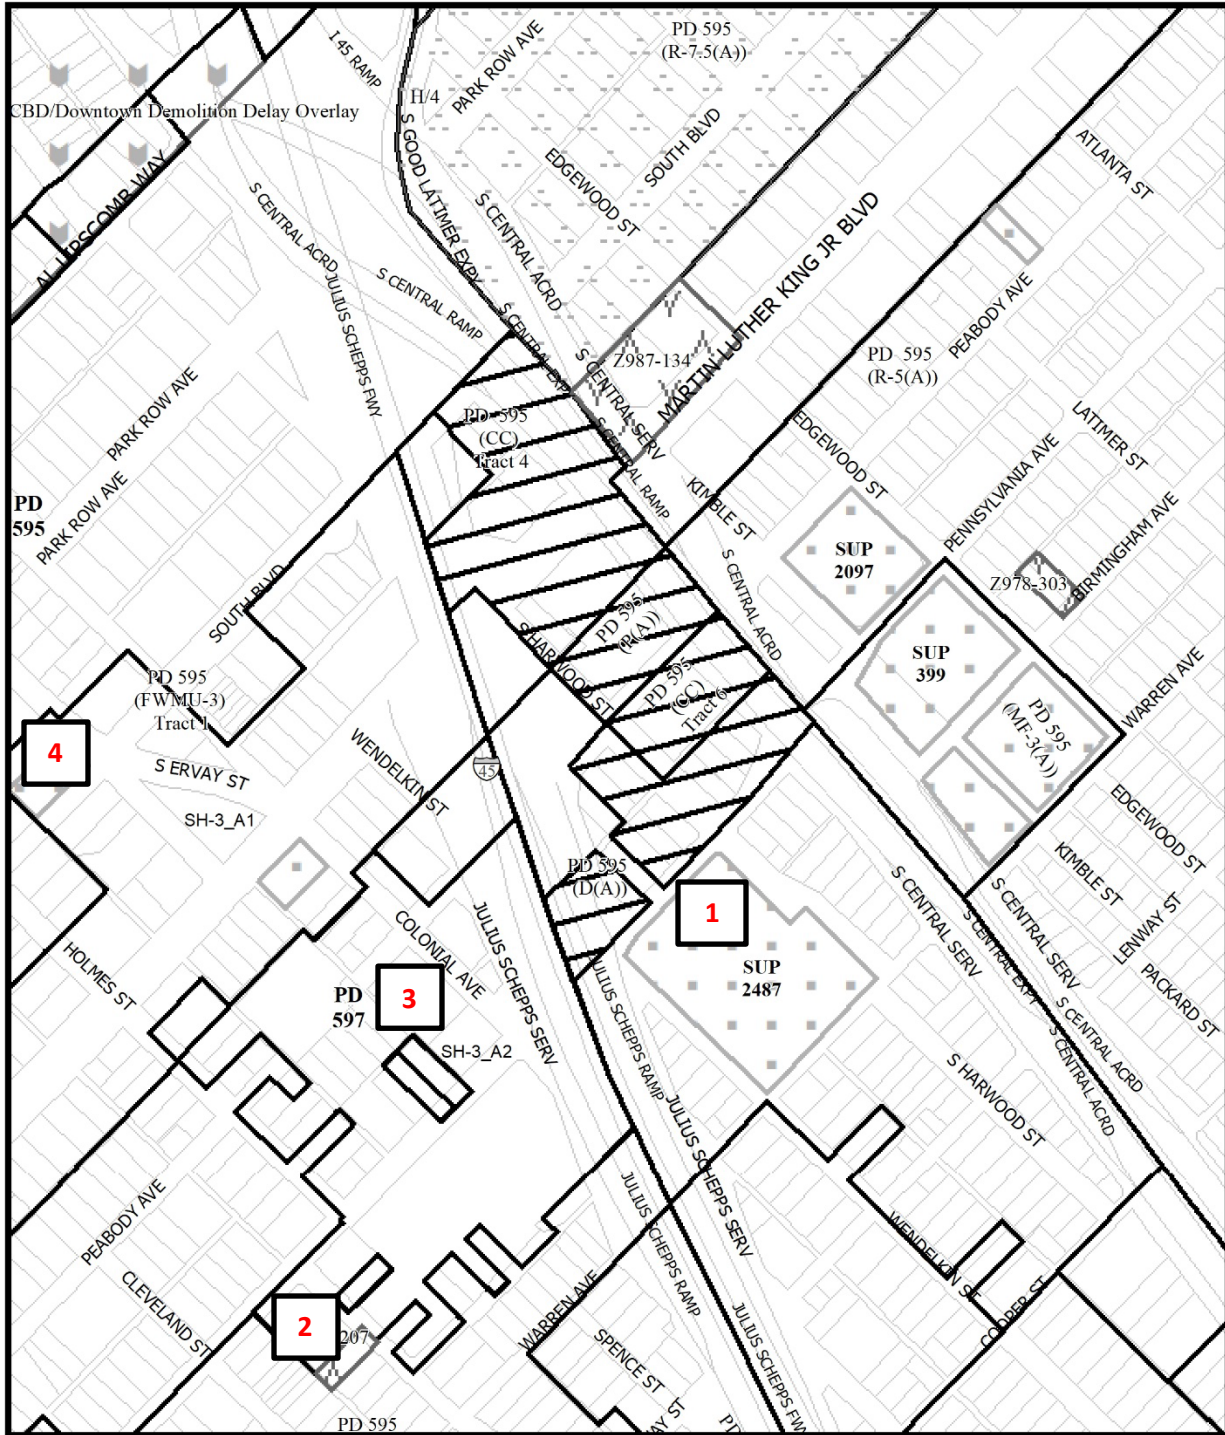 PD 595
(R-7.5(A))
PARK ROW AVE
I 45 RAMP
H/4
CBD/Downtown Demolition Delay Overlay
S GOOD LATIMER EXPY
SOUTH BLVD
EDGEWOOD ST
ATLANTA ST
AL LIPSCOMB WAY
S CENTRAL ACRD
S CENTRAL ACRD
JULIUS SCHEPPS FWY
S CENTRAL RAMP
S CENTRAL EXPY
MARTIN LUTHER KING JR BLVD
PEABODY AVE
Z987-134
S CENTRAL SERV
PD 595
(R-5(A))
PARK ROW AVE
PD 595
(CC)
Tract 4
S CENTRAL RAMP
EDGEWOOD ST
LATIMER ST
PD
595
PARK ROW AVE
KIMBLE ST
PENNSYLVANIA AVE
BIRMINGHAM AVE
SUP
2097
Z978-303
S CENTRAL ACRD
SOUTH BLVD
PD 595
(P(A))
S HARWOOD ST
SUP
399
PD 595
(FWMU-3)
Tract 1
PD 595
(CC)
Tract 6
PD 595
(MF-3(A))
WARREN AVE
4
S ERVAY ST
WENDELKIN ST
45
SH-3_A1
EDGEWOOD ST
KIMBLE ST
PD 595
(D(A))
1
S CENTRAL SERV
S CENTRAL SERV
S CENTRAL EXPY
LENWAY ST
PACKARD ST
HOLMES ST
COLONIAL AVE
JULIUS SCHEPPS SERV
SUP
2487
3
PD
597
JULIUS SCHEPPS RAMP
S CENTRAL ACRD
S CENTRAL ACRD
SH-3_A2
S HARWOOD ST
JULIUS SCHEPPS SERV
PEABODY AVE
JULIUS SCHEPPS RAMP
WENDELKIN ST
CLEVELAND ST
WARREN AVE
COOPER ST
2
207
SPENCE ST
JULIUS SCHEPPS FWY
AY ST
PD
PD 595